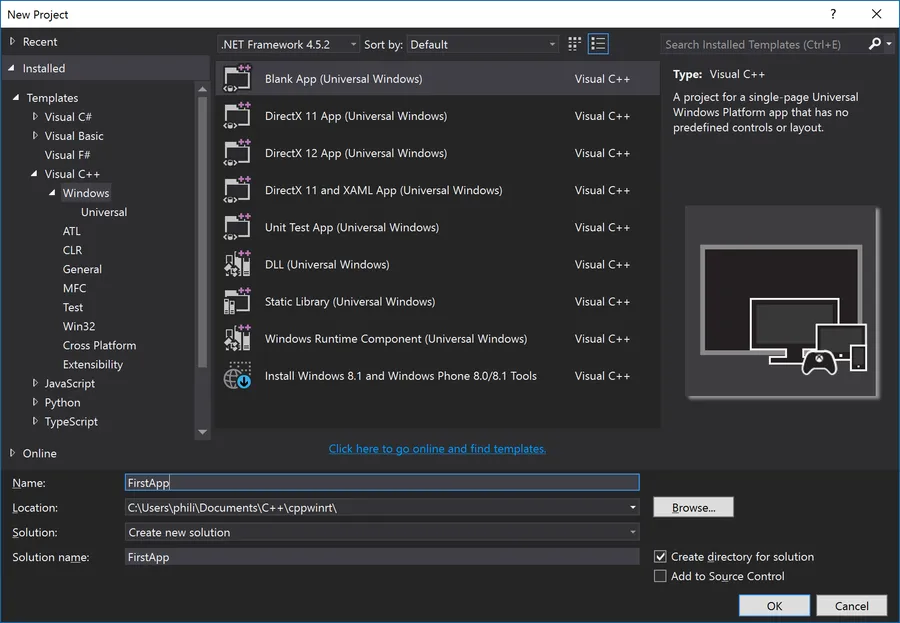 New Project
?
Recent
Installed
Templates
Visual C#
Visual Basic
Visual F#
Visual C++
Windows
Universal
ATL
CLR
General
MFC
Test
Win32
Cross Platform
Extensibility
JavaScript
Python
TypeScript
Online
.NET Framework 4.5.2 Sort by: Default
Blank App (Universal Windows) Visual C++
DirectX 11 App (Universal Windows) Visual C++
DirectX 12 App (Universal Windows) Visual C++
DirectX 11 and XAML App (Universal Windows) Visual C++
Unit Test App (Universal Windows) Visual C++
DLL (Universal Windows) Visual C++
Static Library (Universal Windows) Visual C++
Windows Runtime Component (Universal Windows) Visual C++
Install Windows 8.1 and Windows Phone 8.0/8.1 Tools Visual C++
Click here to go online and find templates.
Search Installed Templates (Ctrl+E)
Type: Visual C++
A project for a single-page Universal
Windows Platform app that has no
predefined controls or layout.
Name: FirstApp
Location: C:\Users\phili\Documents\C++\cppwinrt\ Browse...
Solution: Create new solution
Solution name: FirstApp
Create directory for solution
Add to Source Control
OK Cancel